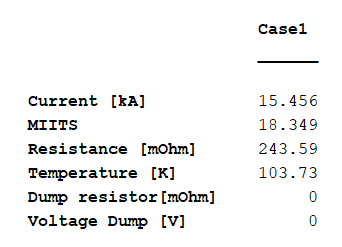 Case1
Current [kA] 15.456
MIITS 18.349
Resistance [mOhm] 243.59
Temperature [K] 103.73
Dump resistor[mOhm] 0
Voltage Dump [V] 0